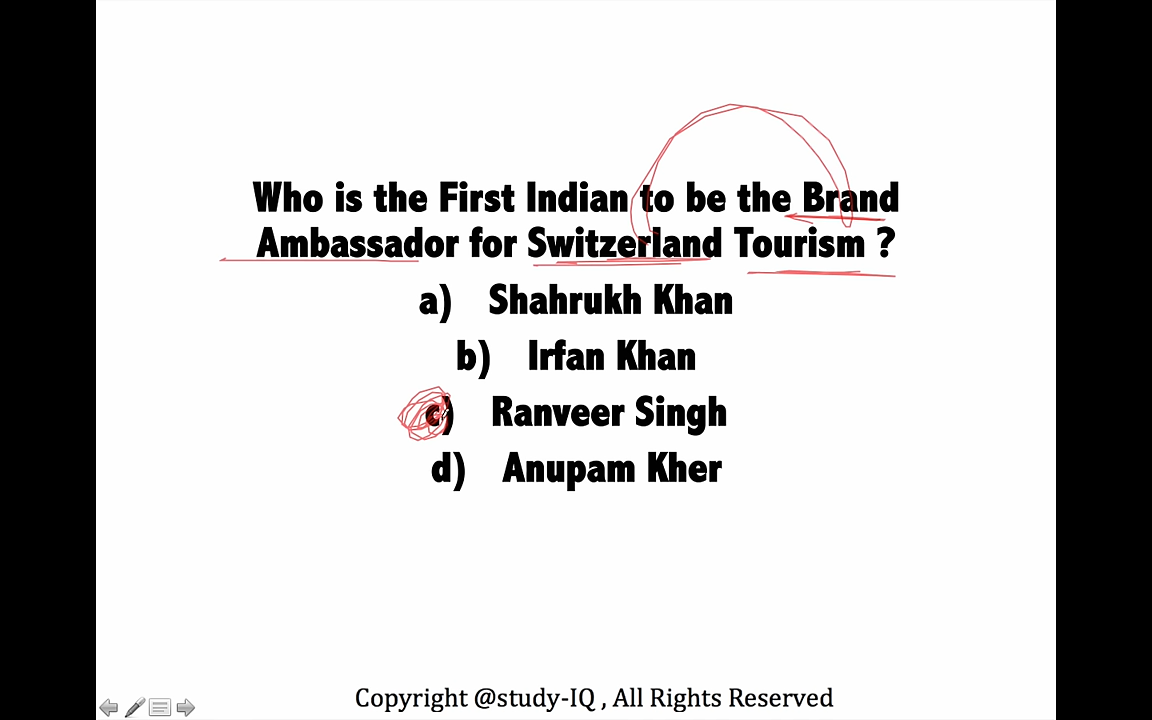 Who is the First Indian to be the Brand
Ambassador for Switzerland Tourism ?
a) Shahrukh Khan
b) Irfan Khan
c) Ranveer Singh
d) Anupam Kher
Copyright @study-IQ , All Rights Reserved